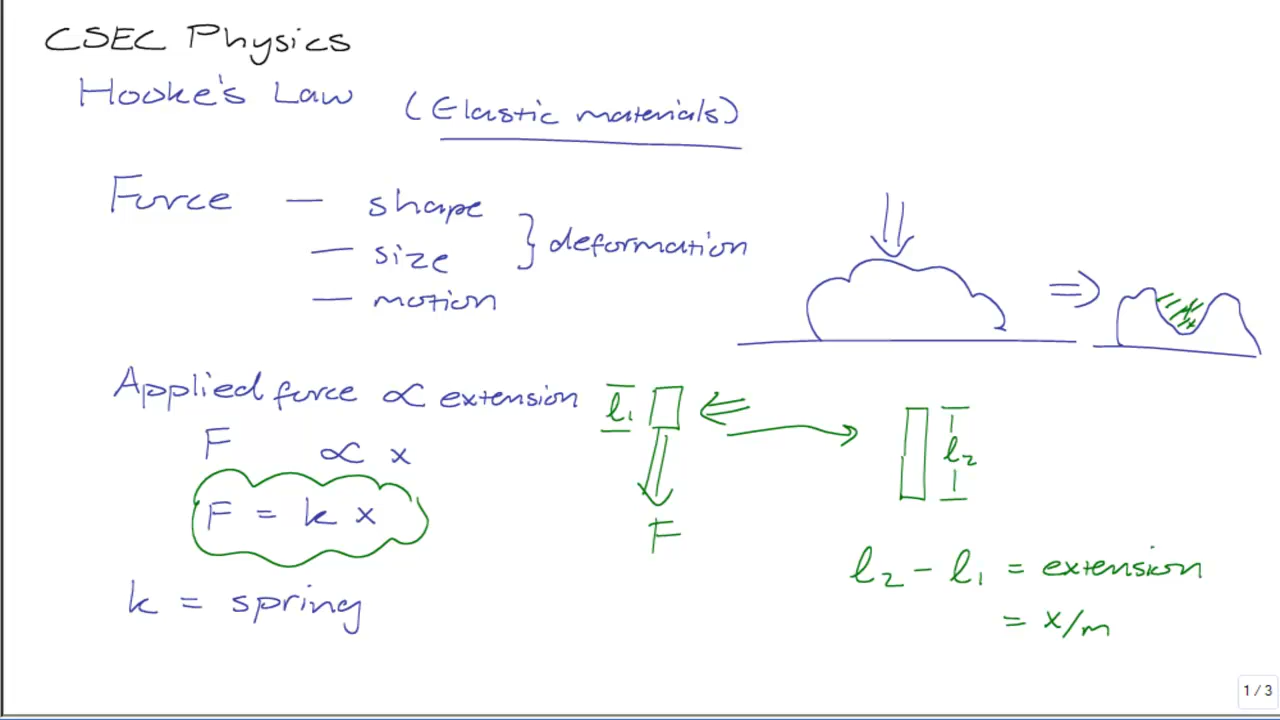 CSEC Physics
Hooke's Law (Elastic materials)
Force — shape
— size } deformation
— motion
Applied force ∝ extension
F ∝ x
F = k x
k = spring
l₁
F
l₂
l₂ - l₁ = extension
= x/m
1 / 3